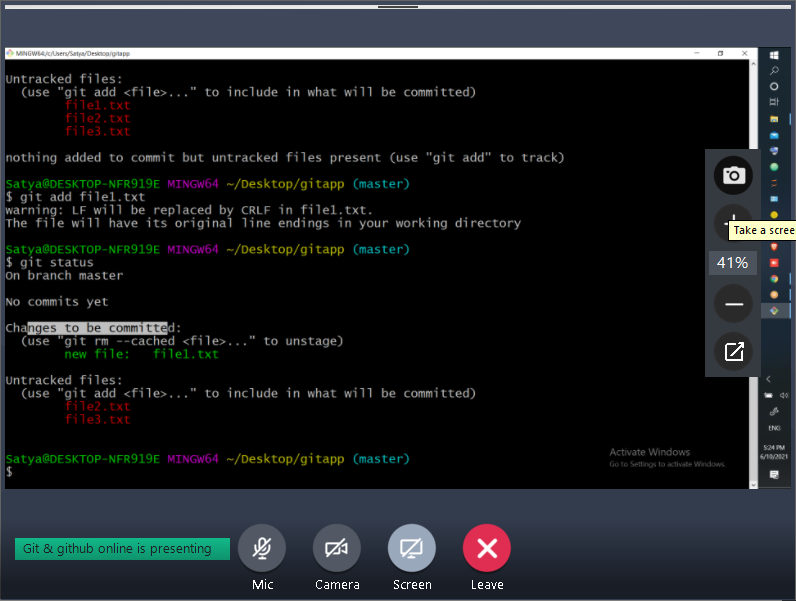 MINGW64:/c/Users/Satya/Desktop/gitapp
Untracked files:
(use "git add <file>..." to include in what will be committed)
file1.txt
file2.txt
file3.txt
nothing added to commit but untracked files present (use "git add" to track)
Satya@DESKTOP-NFR919E MINGW64 ~/Desktop/gitapp (master)
$ git add file1.txt
warning: LF will be replaced by CRLF in file1.txt.
The file will have its original line endings in your working directory
Satya@DESKTOP-NFR919E MINGW64 ~/Desktop/gitapp (master)
$ git status
On branch master
No commits yet
Changes to be committed:
(use "git rm --cached <file>..." to unstage)
new file:   file1.txt
Untracked files:
(use "git add <file>..." to include in what will be committed)
file2.txt
file3.txt
Satya@DESKTOP-NFR919E MINGW64 ~/Desktop/gitapp (master)
$
Activate Windows
Go to Settings to activate Windows.
Take a scree
41%
ENG
5:24 PM
6/10/2021
Git & github online is presenting
Mic
Camera
Screen
Leave